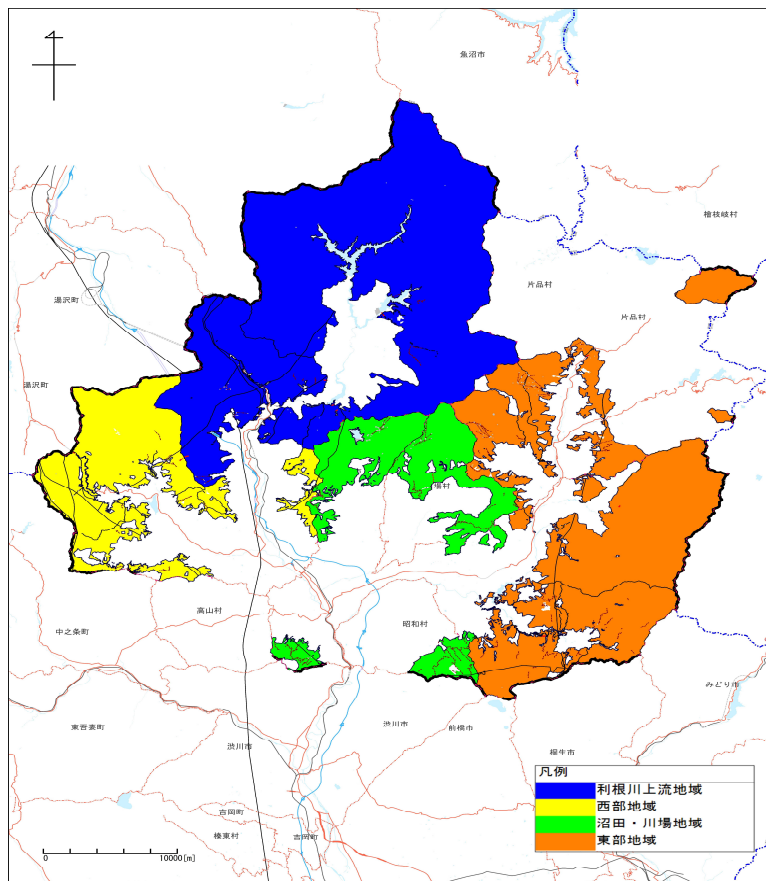 魚沼市
檜枝岐村
片品村
湯沢町
片品村
湯沢町
場村
高山村
昭和村
中之条町
みどり市
東吾妻町
渋川市
前橋市
渋川市
桐生市
凡例
利根川上流地域
西部地域
沼田・川場地域
東部地域
吉岡町
榛東村
吉岡町
0 10000[m]